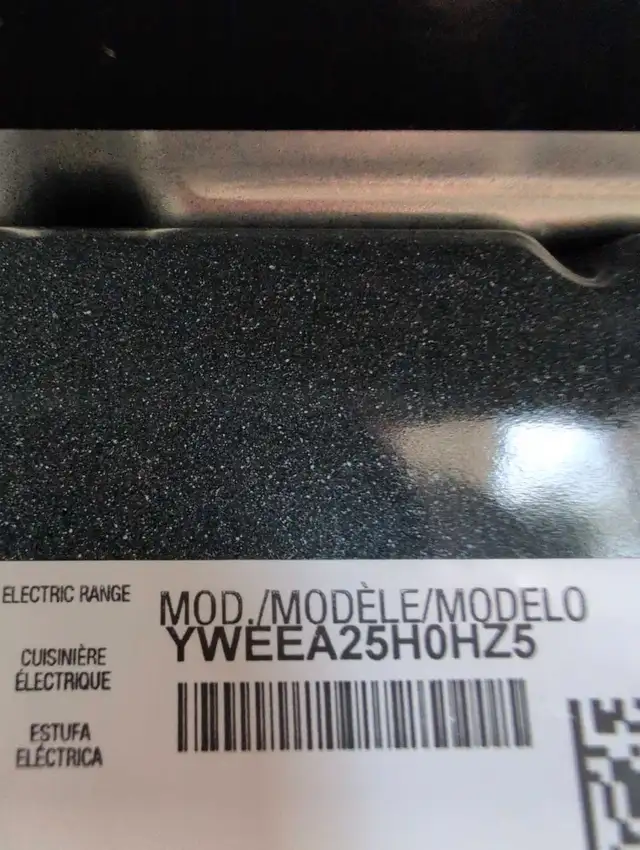 ELECTRIC RANGE
CUISINIÈRE
ÉLECTRIQUE
ESTUFA
ELÉCTRICA
MOD./MODÈLE/MODELO
YWEEA25H0HZ5